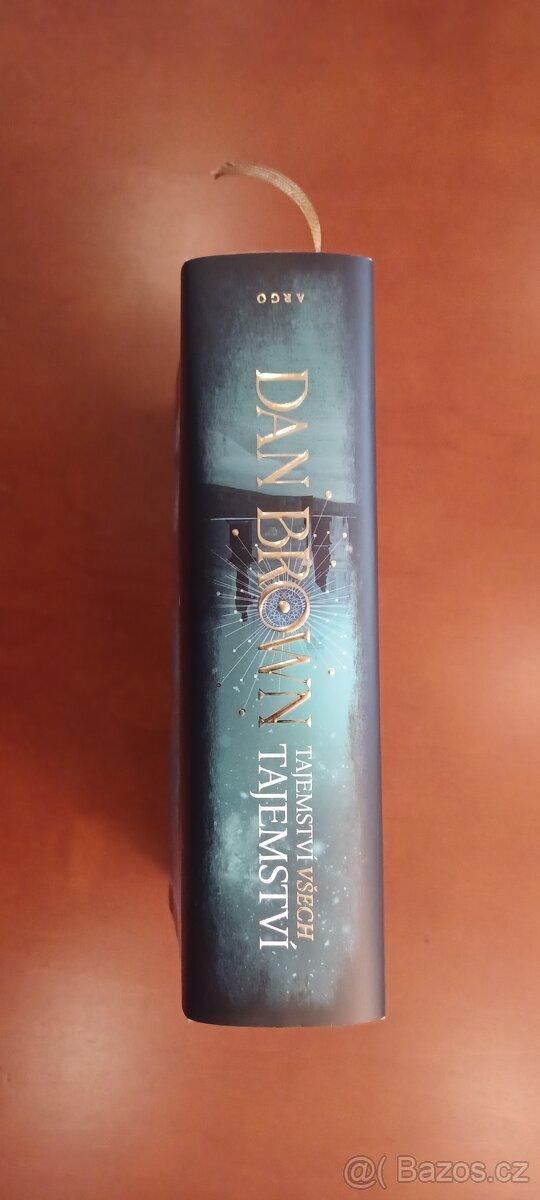 ARGO
DAN BROWN
TAJEMSTVÍ VŠECH
TAJEMSTVÍ
@( Bazos.cz